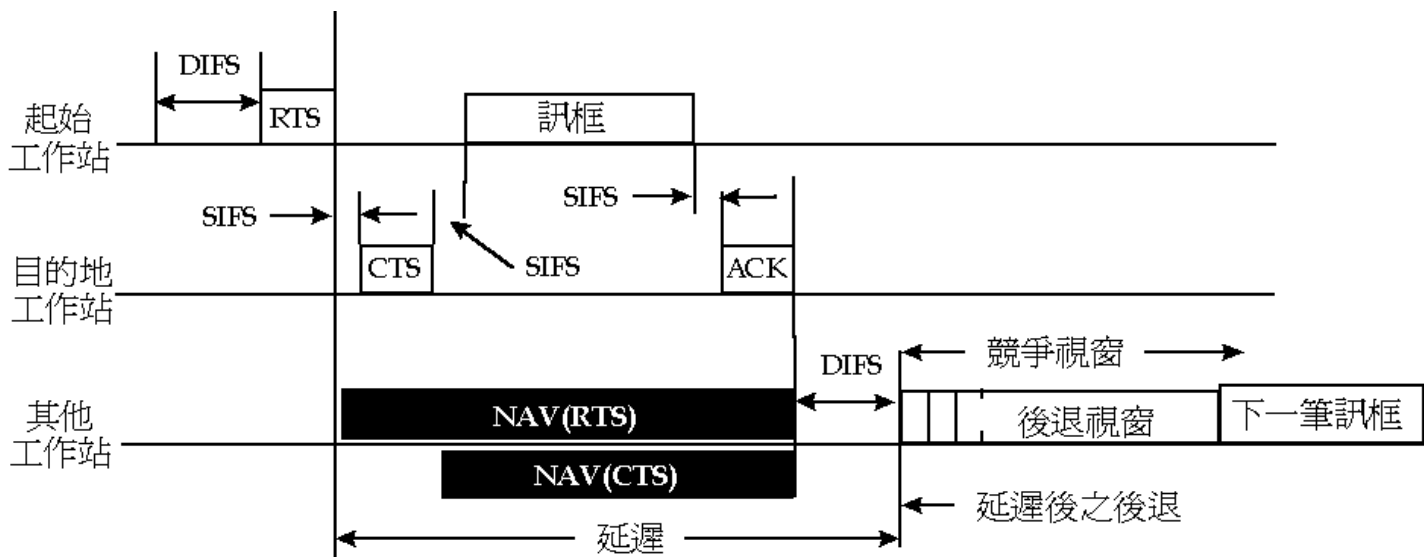 DIFS
RTS
訊框
起始
工作站
SIFS
SIFS
CTS
SIFS
ACK
目的地
工作站
DIFS
競爭視窗
NAV(RTS)
後退視窗
下一筆訊框
其他
工作站
NAV(CTS)
延遲後之後退
延遲